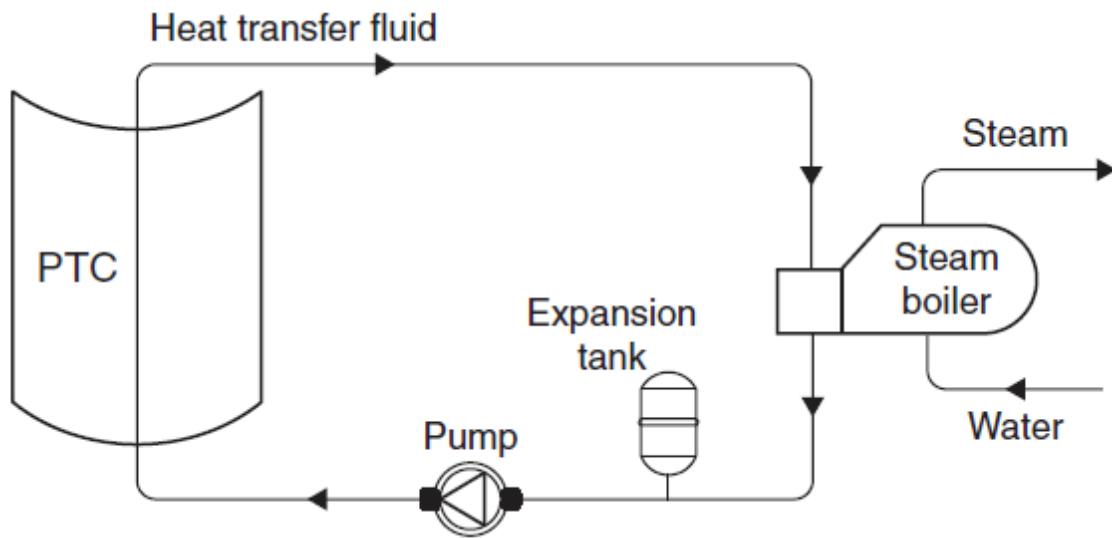 Heat transfer fluid
Steam
PTC
Steam
boiler
Expansion
tank
Water
Pump